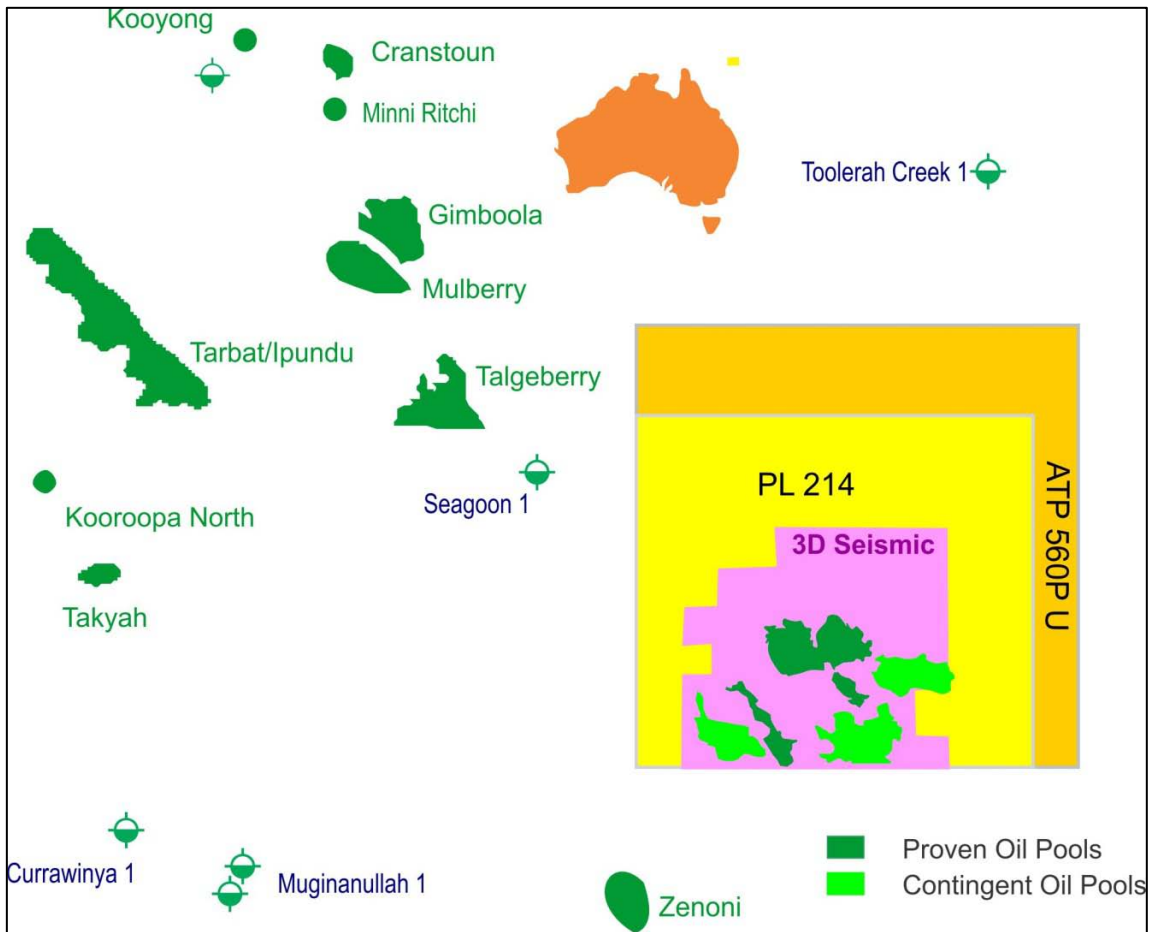 Kooyong
Cranstoun
Minni Ritchi
Toolerah Creek 1
Gimboola
Mulberry
Tarbat/Ipundu
Talgeberry
PL 214
ATP 560P U
Seagoon 1
Kooroopa North
3D Seismic
Takyah
Currawinya 1
Muginanullah 1
Zenoni
Proven Oil Pools
Contingent Oil Pools